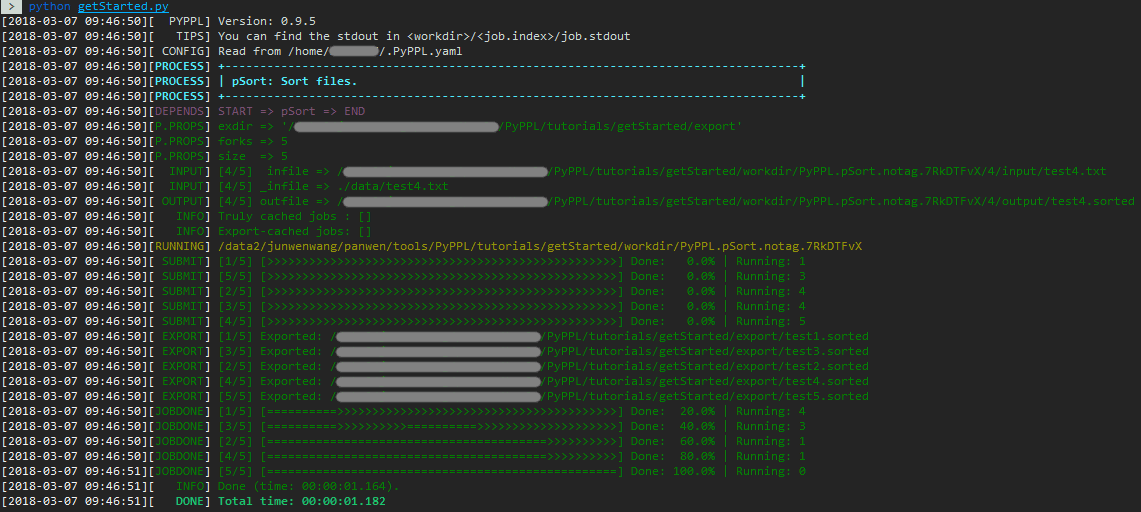 > python getStarted.py
[2018-03-07 09:46:50][  PYPPL] Version: 0.9.5
[2018-03-07 09:46:50][   TIPS] You can find the stdout in <workdir>/<job.index>/job.stdout
[2018-03-07 09:46:50][ CONFIG] Read from /home/ /.PyPPL.yaml
[2018-03-07 09:46:50][PROCESS] +-----------------------------------------------------------------------------------+
[2018-03-07 09:46:50][PROCESS] | pSort: Sort files. |
[2018-03-07 09:46:50][PROCESS] +-----------------------------------------------------------------------------------+
[2018-03-07 09:46:50][DEPENDS] START => pSort => END
[2018-03-07 09:46:50][P.PROPS] exdir => '/ /PyPPL/tutorials/getStarted/export'
[2018-03-07 09:46:50][P.PROPS] forks => 5
[2018-03-07 09:46:50][P.PROPS] size  => 5
[2018-03-07 09:46:50][  INPUT] [4/5]  infile => / /PyPPL/tutorials/getStarted/workdir/PyPPL.pSort.notag.7RkDTFvX/4/input/test4.txt
[2018-03-07 09:46:50][  INPUT] [4/5] _infile => ./data/test4.txt
[2018-03-07 09:46:50][ OUTPUT] [4/5] outfile => / /PyPPL/tutorials/getStarted/workdir/PyPPL.pSort.notag.7RkDTFvX/4/output/test4.sorted
[2018-03-07 09:46:50][   INFO] Truly cached jobs : []
[2018-03-07 09:46:50][   INFO] Export-cached jobs: []
[2018-03-07 09:46:50][RUNNING] /data2/junwenwang/panwen/tools/PyPPL/tutorials/getStarted/workdir/PyPPL.pSort.notag.7RkDTFvX
[2018-03-07 09:46:50][ SUBMIT] [1/5] [>>>>>>>>>>>>>>>>>>>>>>>>>>>>>>>>>>>>>>>>>>>>>>>>>>] Done:   0.0% | Running: 1
[2018-03-07 09:46:50][ SUBMIT] [5/5] [>>>>>>>>>>>>>>>>>>>>>>>>>>>>>>>>>>>>>>>>>>>>>>>>>>] Done:   0.0% | Running: 3
[2018-03-07 09:46:50][ SUBMIT] [2/5] [>>>>>>>>>>>>>>>>>>>>>>>>>>>>>>>>>>>>>>>>>>>>>>>>>>] Done:   0.0% | Running: 4
[2018-03-07 09:46:50][ SUBMIT] [3/5] [>>>>>>>>>>>>>>>>>>>>>>>>>>>>>>>>>>>>>>>>>>>>>>>>>>] Done:   0.0% | Running: 4
[2018-03-07 09:46:50][ SUBMIT] [4/5] [>>>>>>>>>>>>>>>>>>>>>>>>>>>>>>>>>>>>>>>>>>>>>>>>>>] Done:   0.0% | Running: 5
[2018-03-07 09:46:50][ EXPORT] [1/5] Exported: / /PyPPL/tutorials/getStarted/export/test1.sorted
[2018-03-07 09:46:50][ EXPORT] [3/5] Exported: / /PyPPL/tutorials/getStarted/export/test3.sorted
[2018-03-07 09:46:50][ EXPORT] [2/5] Exported: / /PyPPL/tutorials/getStarted/export/test2.sorted
[2018-03-07 09:46:50][ EXPORT] [4/5] Exported: / /PyPPL/tutorials/getStarted/export/test4.sorted
[2018-03-07 09:46:50][ EXPORT] [5/5] Exported: / /PyPPL/tutorials/getStarted/export/test5.sorted
[2018-03-07 09:46:50][JOBDONE] [1/5] [==========>>>>>>>>>>>>>>>>>>>>>>>>>>>>>>>>>>>>>>>>] Done:  20.0% | Running: 4
[2018-03-07 09:46:50][JOBDONE] [3/5] [==========>>>>>>>>>>==========>>>>>>>>>>>>>>>>>>>>] Done:  40.0% | Running: 3
[2018-03-07 09:46:50][JOBDONE] [2/5] [========================================>>>>>>>>>>] Done:  60.0% | Running: 1
[2018-03-07 09:46:50][JOBDONE] [4/5] [========================================>>>>>>>>>>] Done:  80.0% | Running: 1
[2018-03-07 09:46:51][JOBDONE] [5/5] [==================================================] Done: 100.0% | Running: 0
[2018-03-07 09:46:51][   INFO] Done (time: 00:00:01.164).
[2018-03-07 09:46:51][   DONE] Total time: 00:00:01.182